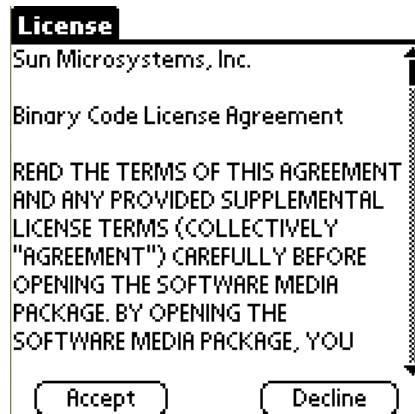 License
Sun Microsystems, Inc.
Binary Code License Agreement
READ THE TERMS OF THIS AGREEMENT
AND ANY PROVIDED SUPPLEMENTAL
LICENSE TERMS (COLLECTIVELY
"AGREEMENT") CAREFULLY BEFORE
OPENING THE SOFTWARE MEDIA
PACKAGE. BY OPENING THE
SOFTWARE MEDIA PACKAGE, YOU
Accept Decline